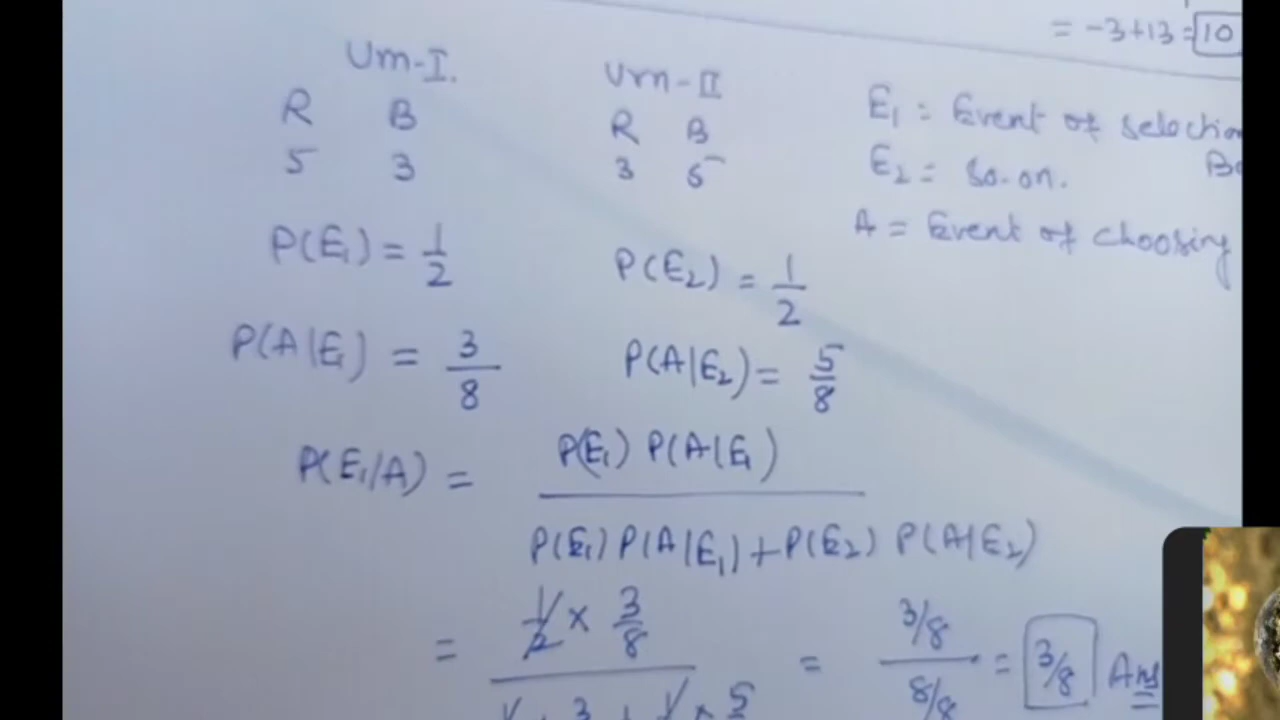 = -3+13 = 10
Urn-I.
R B
5 3
P(E₁) = 1/2
P(A|E₁) = 3/8
Urn-II
R B
3 5
P(E₂) = 1/2
P(A|E₂) = 5/8
E₁ = Event of selection
E₂ = so.on.
A = Event of choosing
P(E₁/A) = P(E₁) P(A|E₁) / P(E₁) P(A|E₁) + P(E₂) P(A|E₂)
= 1/2 × 3/8 = 3/8 / 8/8 = 3/8 Ans